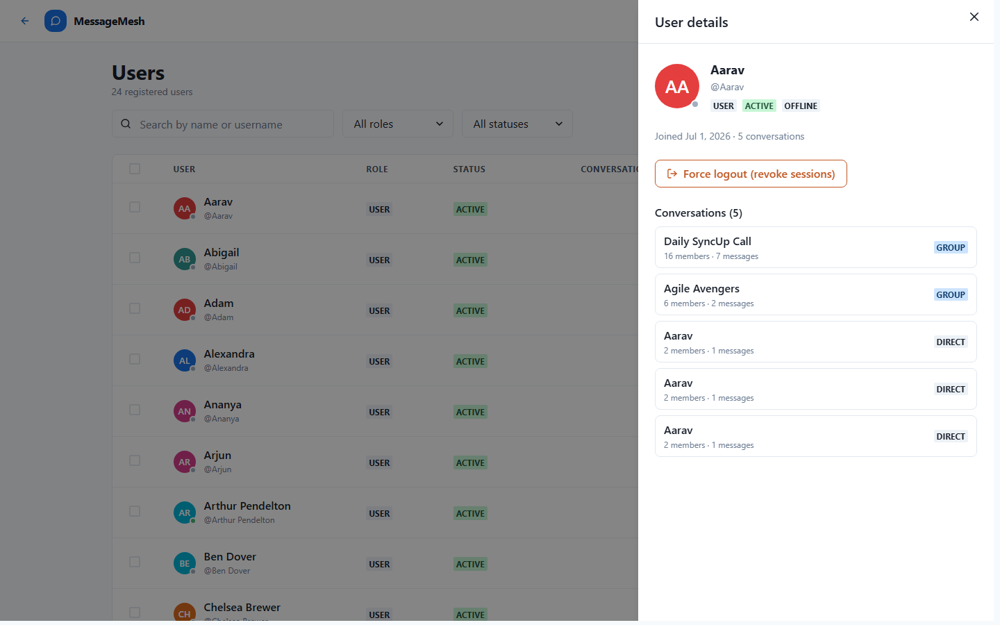 MessageMesh
Users
24 registered users
Search by name or username
All roles
All statuses
USER ROLE STATUS
AA Aarav USER ACTIVE
@Aarav
AB Abigail USER ACTIVE
@Abigail
AD Adam USER ACTIVE
@Adam
AL Alexandra USER ACTIVE
@Alexandra
AN Ananya USER ACTIVE
@Ananya
AR Arjun USER ACTIVE
@Arjun
AR Arthur Pendelton USER ACTIVE
@Arthur Pendelton
BE Ben Dover USER ACTIVE
@Ben Dover
CH Chelsea Brewer USER ACTIVE
User details
AA
Aarav
@Aarav
USER ACTIVE OFFLINE
Joined Jul 1, 2026 · 5 conversations
Force logout (revoke sessions)
Conversations (5)
Daily SyncUp Call
16 members · 7 messages
GROUP
Agile Avengers
6 members · 2 messages
GROUP
Aarav
2 members · 1 messages
DIRECT
Aarav
2 members · 1 messages
DIRECT
Aarav
2 members · 1 messages
DIRECT